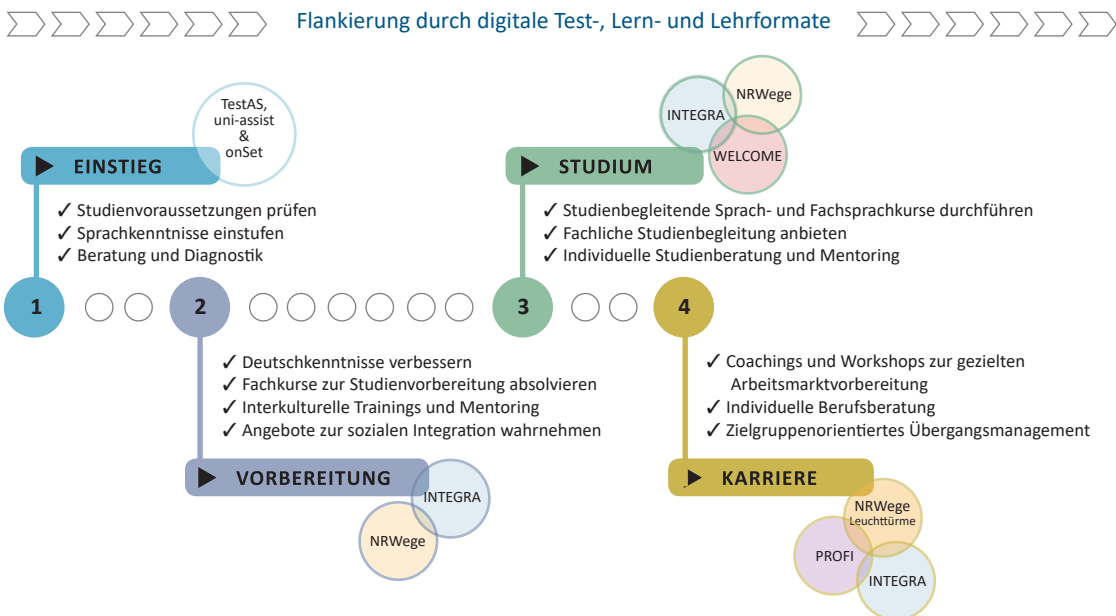 Flankierung durch digitale Test-, Lern- und Lehrformate
TestAS,
uni-assist
&
onSet
EINSTIEG
✓ Studienvoraussetzungen prüfen
✓ Sprachkenntnisse einstufen
✓ Beratung und Diagnostik
INTEGRA
NRWege
WELCOME
STUDIUM
✓ Studienbegleitende Sprach- und Fachsprachkurse durchführen
✓ Fachliche Studienbegleitung anbieten
✓ Individuelle Studienberatung und Mentoring
1
2
3
4
✓ Deutschkenntnisse verbessern
✓ Fachkurse zur Studienvorbereitung absolvieren
✓ Interkulturelle Trainings und Mentoring
✓ Angebote zur sozialen Integration wahrnehmen
VORBEREITUNG
INTEGRA
NRWege
✓ Coachings und Workshops zur gezielten
Arbeitsmarktvorbereitung
✓ Individuelle Berufsberatung
✓ Zielgruppenorientiertes Übergangsmanagement
KARRIERE
NRWege
Leuchttürme
PROFI
INTEGRA